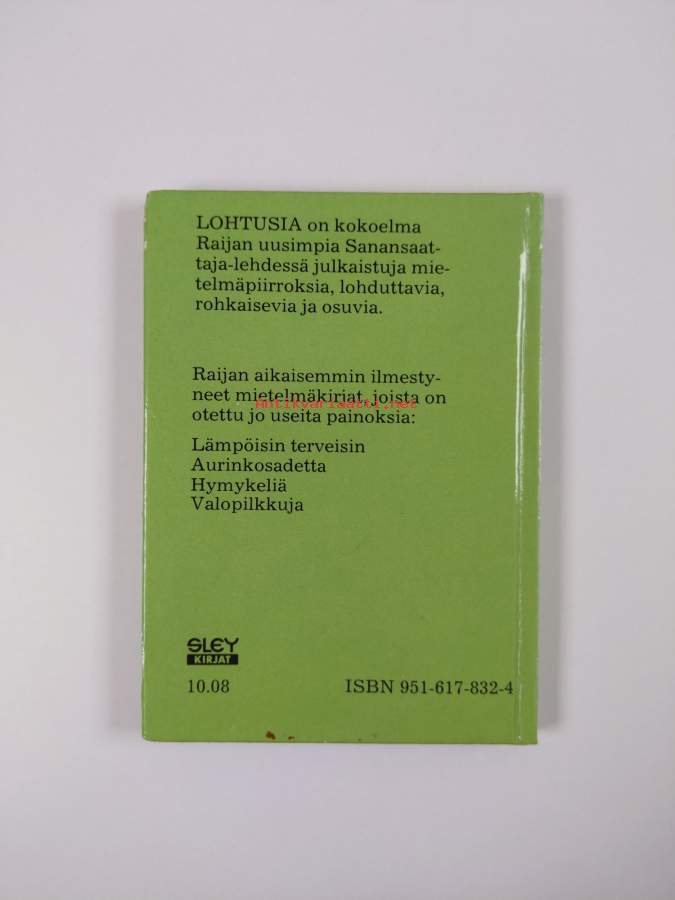 LOHTUSIA on kokoelma
Raijan uusimpia Sanansaat-
taja-lehdessä julkaistuja mie-
telmäpiirroksia, lohduttavia,
rohkaisevia ja osuvia.
Raijan aikaisemmin ilmesty-
neet mietelmäkirjat, joista on
Antikvariaatti.net
otettu jo useita painoksia:
Lämpöisin terveisin
Aurinkosadetta
Hymykeliä
Valopilkkuja
SLEY
KIRJAT
10.08 ISBN 951-617-832-4